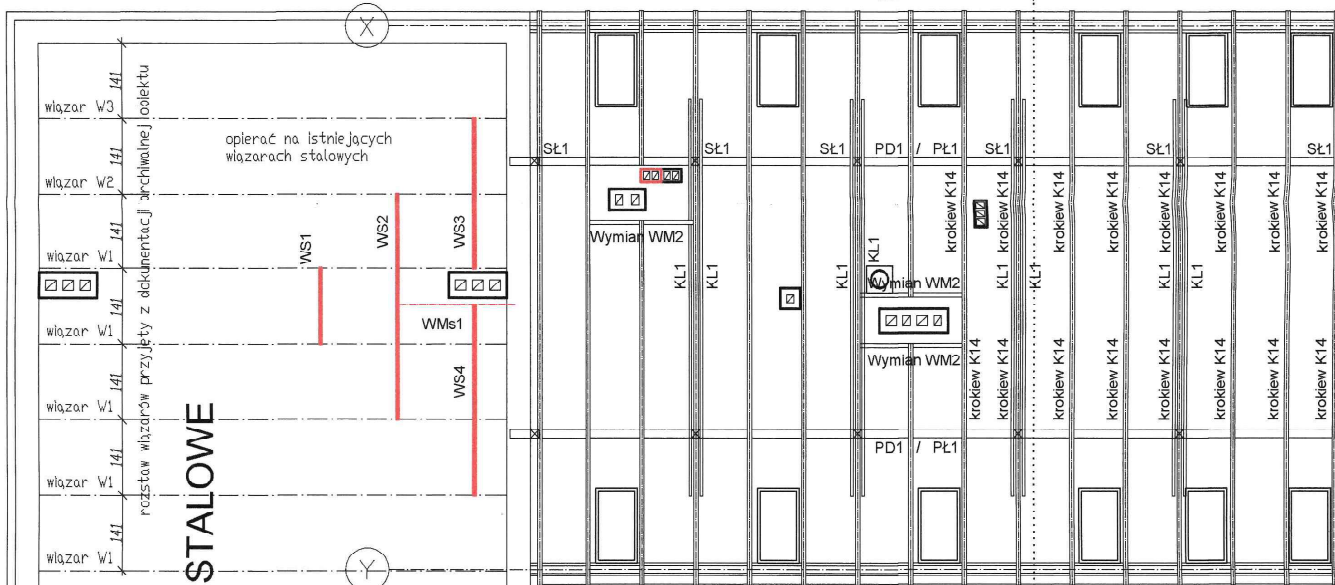 X
141
wiązar W3
141
wiązar W2
141
wiązar W1
141
wiązar W1
141
wiązar W1
141
wiązar W1
141
wiązar W1
rozstaw wiązarów przyjęty z dokumentacji archiwalnej obiektu
opierać na istniejących
wiązarach stalowych
STALOWE
WS1
WS2
WS3
WS4
WMs1
Y
SŁ1
SŁ1
SŁ1
PD1 / PŁ1
SŁ1
SŁ1
SŁ1
Wymian WM2
KL1
KL1
KL1
KL1
Wymian WM2
Wymian WM2
KL1
KL1
KL1
KL1
krokiew K14
krokiew K14
krokiew K14
krokiew K14
krokiew K14
krokiew K14
krokiew K14
krokiew K14
krokiew K14
krokiew K14
krokiew K14
krokiew K14
krokiew K14
krokiew K14
PD1 / PŁ1